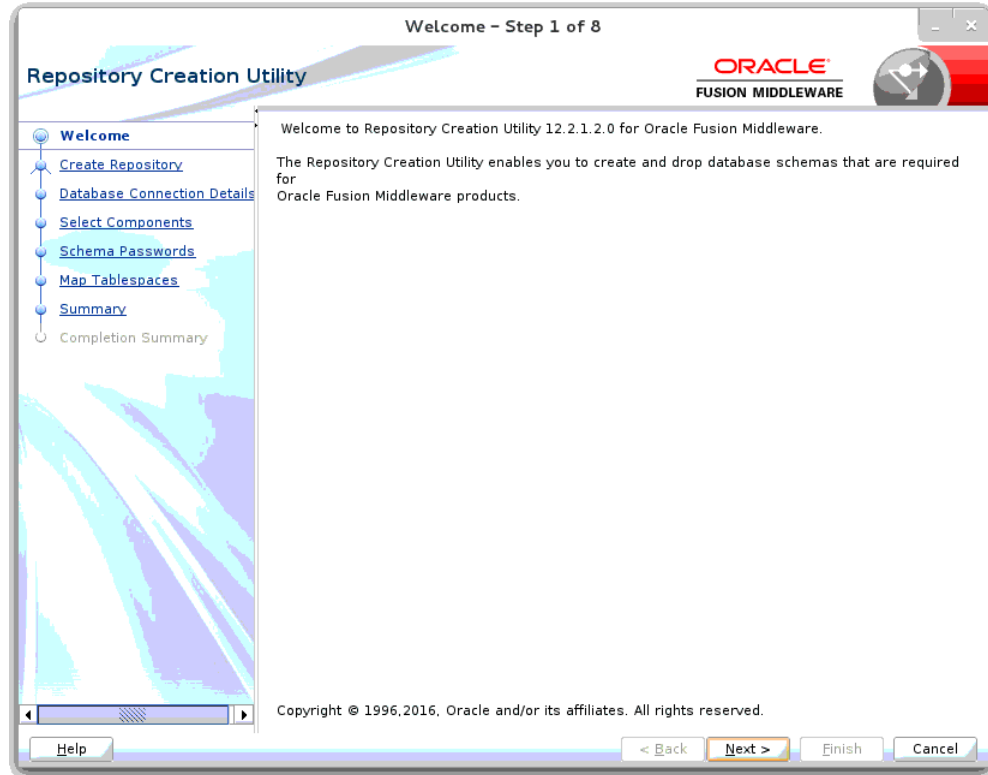 Welcome – Step 1 of 8
Repository Creation Utility
ORACLE
FUSION MIDDLEWARE
Welcome
Create Repository
Database Connection Details
Select Components
Schema Passwords
Map Tablespaces
Summary
Completion Summary
Welcome to Repository Creation Utility 12.2.1.2.0 for Oracle Fusion Middleware.
The Repository Creation Utility enables you to create and drop database schemas that are required
for
Oracle Fusion Middleware products.
Copyright © 1996,2016, Oracle and/or its affiliates. All rights reserved.
Help
< Back
Next >
Finish
Cancel